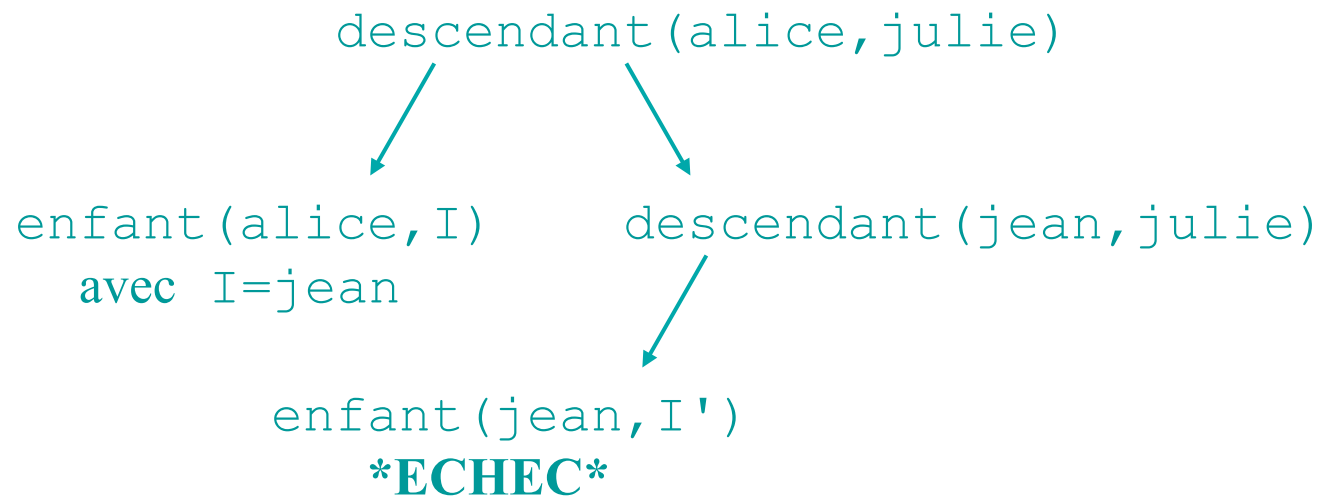 descendant(alice,julie)
enfant(alice,I) descendant(jean,julie)
avec I=jean
enfant(jean,I')
*ECHEC*